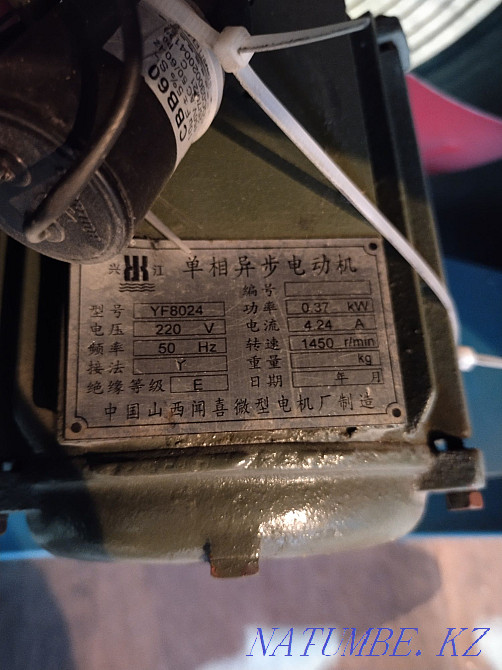 CBB60
兴 江 单相异步电动机
编号
型号 YF8024 功率 0.37 kW
电压 220 V 电流 4.24 A
频率 50 Hz 转速 1450 r/min
接法 Y 重量 kg
绝缘等级 E 日期 年 月
中国山西闻喜微型电机厂制造
NATUMBE.KZ